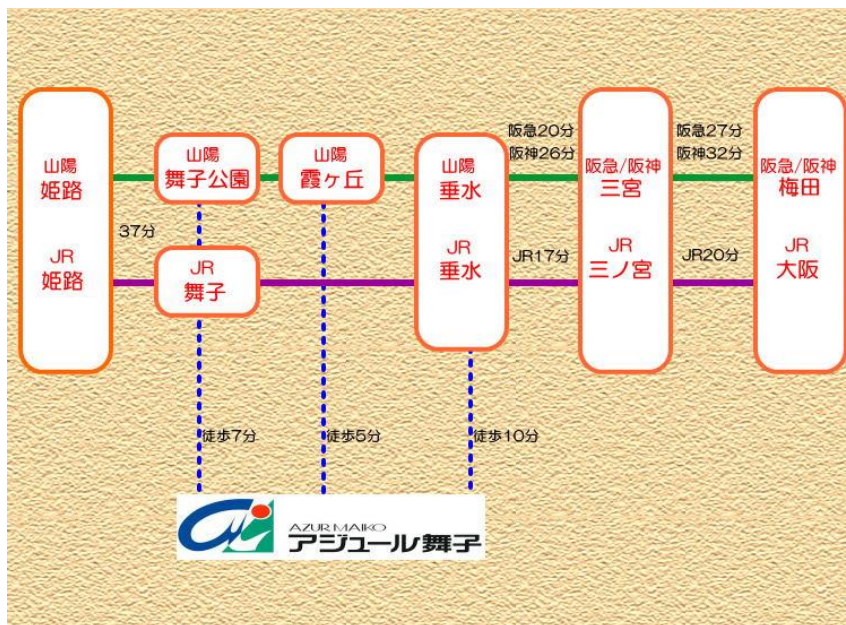 山陽
姫路
JR
姫路
37分
山陽
舞子公園
JR
舞子
山陽
霞ヶ丘
山陽
垂水
JR
垂水
阪急20分
阪神26分
JR17分
阪急/阪神
三宮
JR
三ノ宮
阪急27分
阪神32分
JR20分
阪急/阪神
梅田
JR
大阪
徒歩7分
徒歩5分
徒歩10分
AZUR MAIKO
アジュール舞子